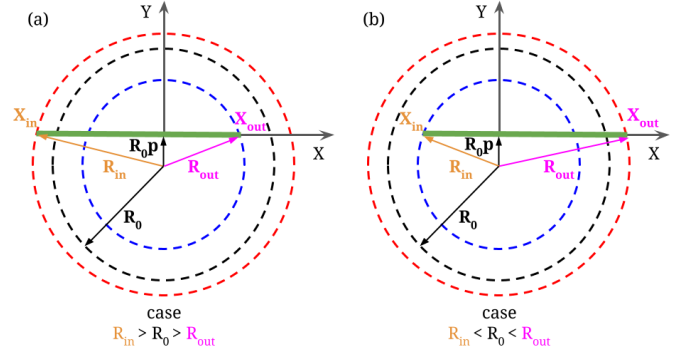 (a)
Y
X_in
X_out
R_0p
X
R_in
R_out
R_0
case
R_in > R_0 > R_out
(b)
Y
X_in
X_out
R_0p
X
R_in
R_out
R_0
case
R_in < R_0 < R_out